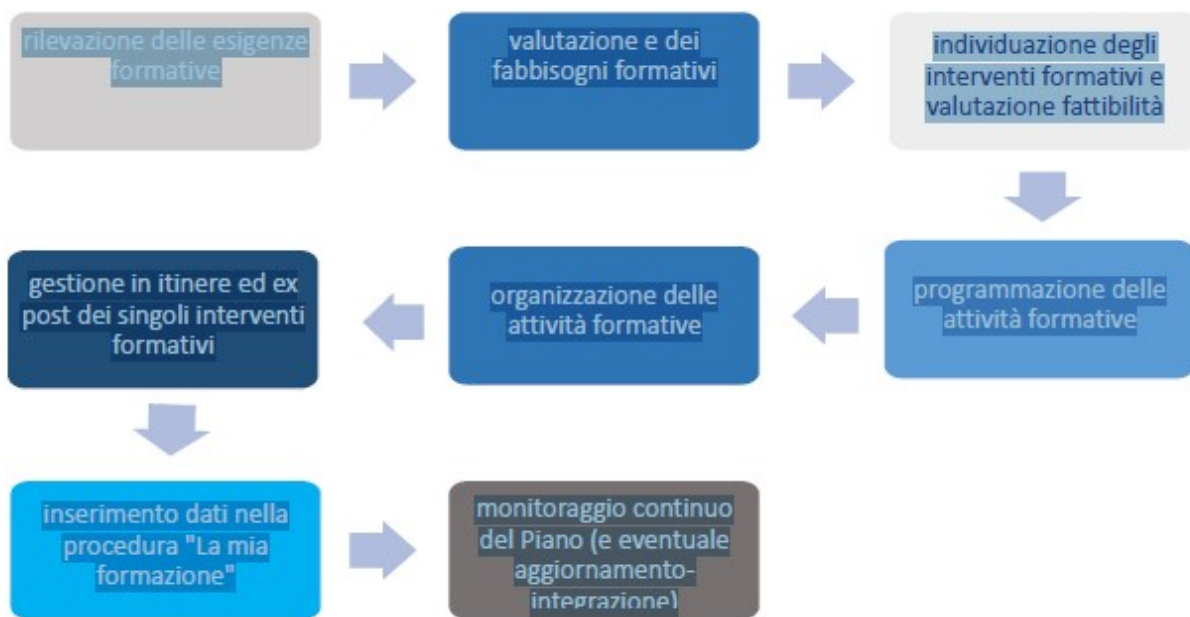 rilevazione delle esigenze
formative
valutazione e dei
fabbisogni formativi
individuazione degli
interventi formativi e
valutazione fattibilità
programmazione delle
attività formative
organizzazione delle
attività formative
gestione in itinere ed ex
post dei singoli interventi
formativi
inserimento dati nella
procedura "La mia
formazione"
monitoraggio continuo
del Piano (e eventuale
aggiornamento-
integrazione)